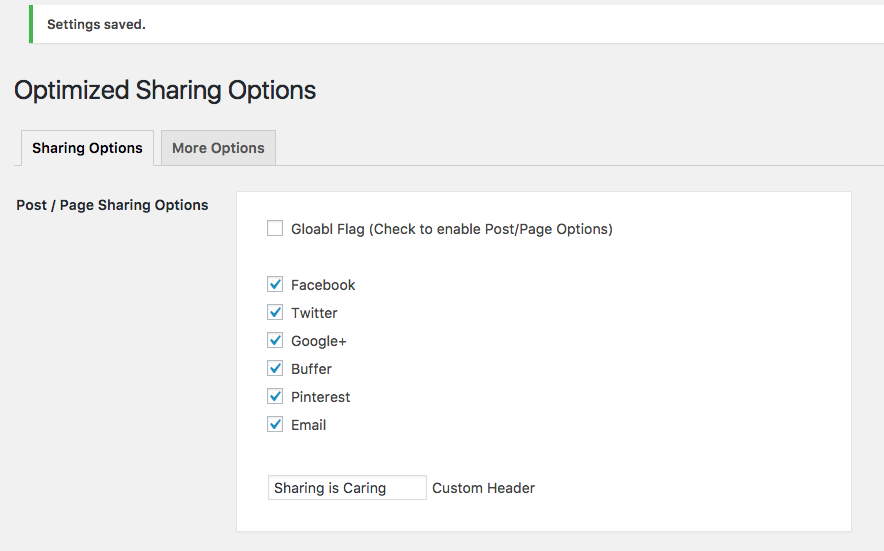 Settings saved.
Optimized Sharing Options
Sharing Options
More Options
Post / Page Sharing Options
Gloabl Flag (Check to enable Post/Page Options)
Facebook
Twitter
Google+
Buffer
Pinterest
Email
Sharing is Caring Custom Header